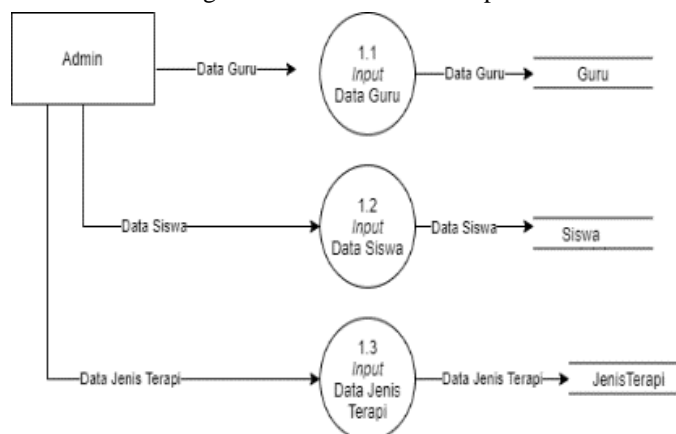 Admin
Data Guru
1.1
Input
Data Guru
Data Guru
Guru
Data Siswa
1.2
Input
Data Siswa
Data Siswa
Siswa
Data Jenis Terapi
1.3
Input
Data Jenis
Terapi
Data Jenis Terapi
JenisTerapi